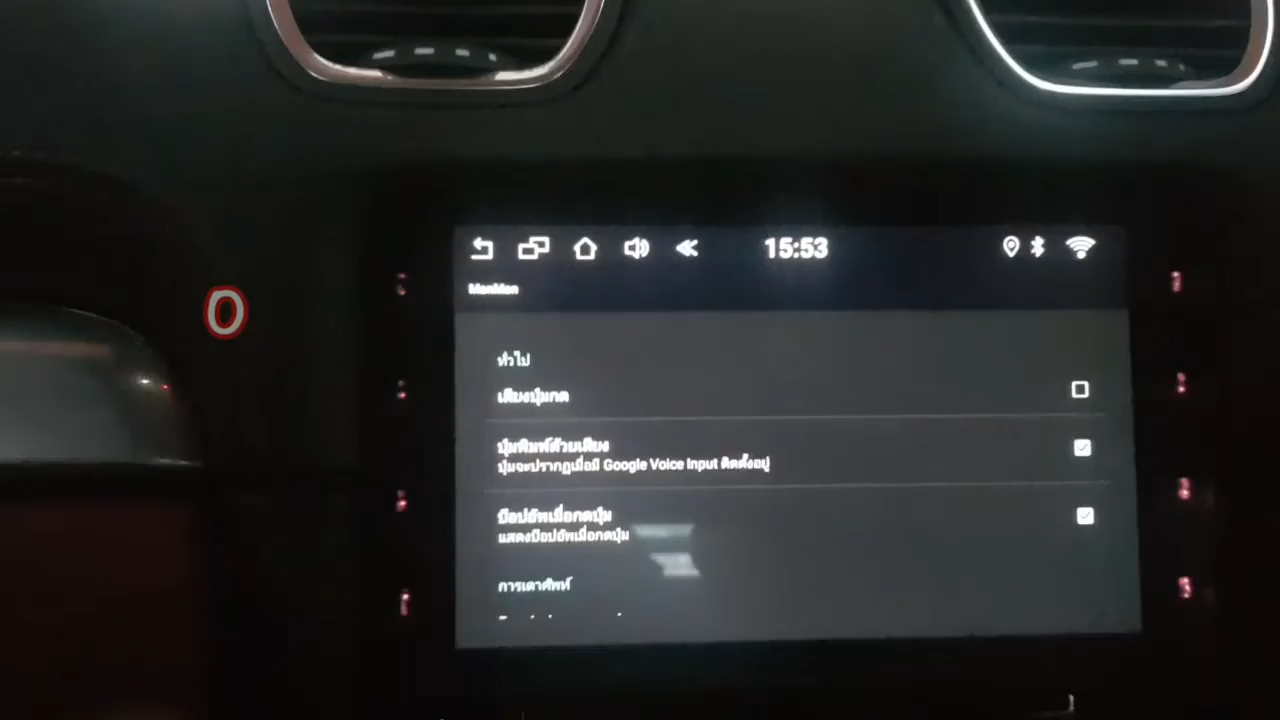 0
15:53
ManMan
ทั่วไป
เสียงปุ่มกด
ปุ่มพิมพ์ด้วยเสียง
ปุ่มจะปรากฏเมื่อมี Google Voice Input ติดตั้งอยู่
ป๊อปอัพเมื่อกดปุ่ม
แสดงป๊อปอัพเมื่อกดปุ่ม
การเดาศัพท์